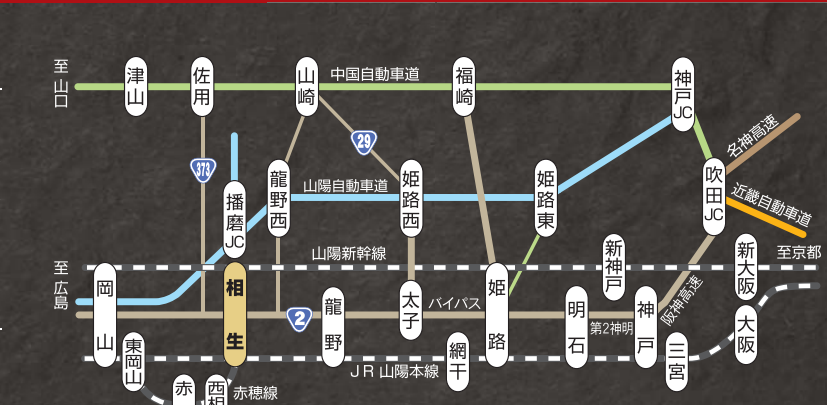 至山口
津山
佐用
山崎
中国自動車道
福崎
神戸JC
29
名神高速
373
龍野西
山陽自動車道
姫路西
姫路東
吹田JC
近畿自動車道
播磨JC
山陽新幹線
新神戸
新大阪
至京都
至広島
岡山
相生
2
龍野
太子
バイパス
姫路
明石
第2神明
神戸
阪神高速
大阪
東岡山
JR山陽本線
網干
三宮
赤
西相
赤穂線